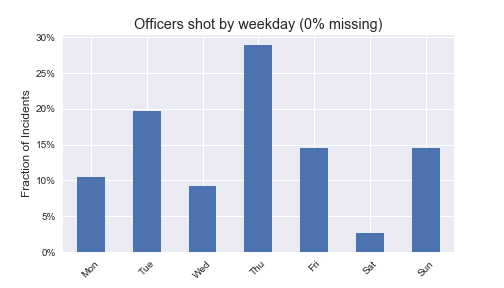 Officers shot by weekday (0% missing)
Fraction of Incidents
30%
25%
20%
15%
10%
5%
0%
Mon
Tue
Wed
Thu
Fri
Sat
Sun